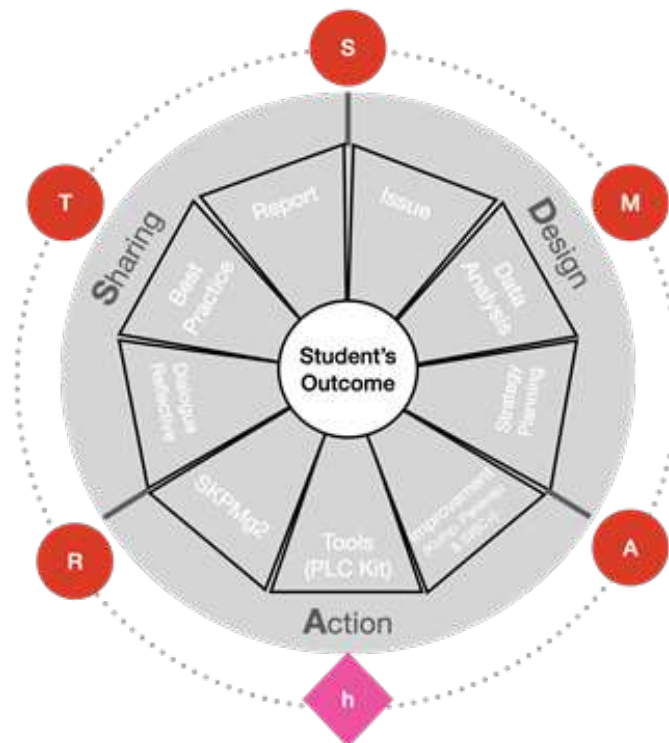 S
T
M
Report
Issue
Sharing
Design
Best
Practice
Data
Analysis
Student's
Outcome
Dialogue
Reflective
Strategy
Planning
SKPMg2
Tools
(PLC Kit)
Improvement
R
A
Action
h